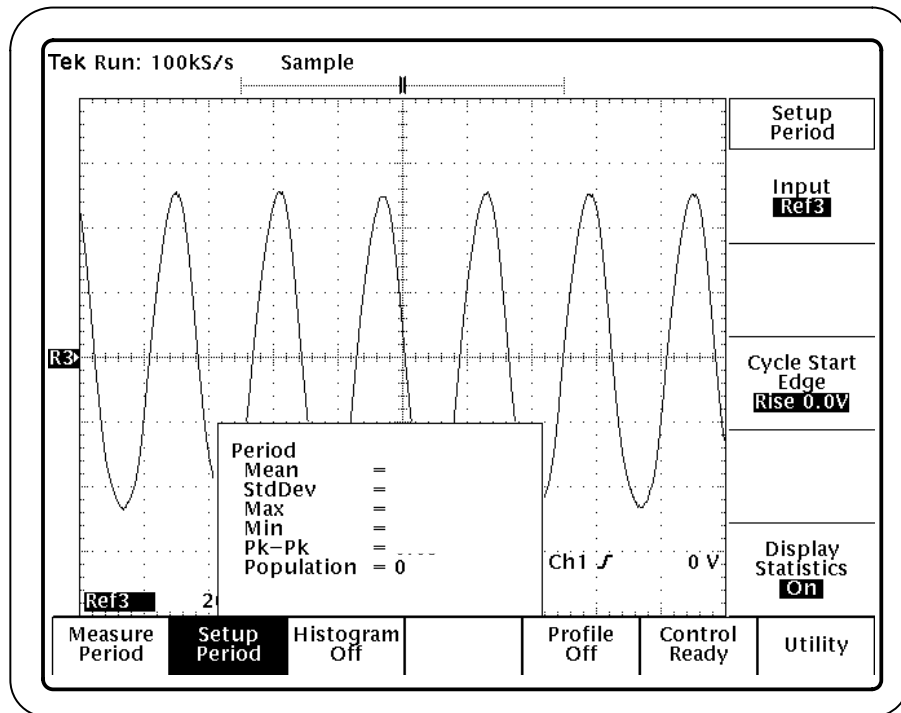 Tek Run: 100kS/s Sample
Setup
Period
Input
Ref3
R3
Cycle Start
Edge
Rise 0.0V
Period
Mean =
StdDev =
Max =
Min =
Pk-Pk = - - - -
Population = 0
Ch1 0 V
Display
Statistics
On
Ref3
Measure
Period
Setup
Period
Histogram
Off
Profile
Off
Control
Ready
Utility